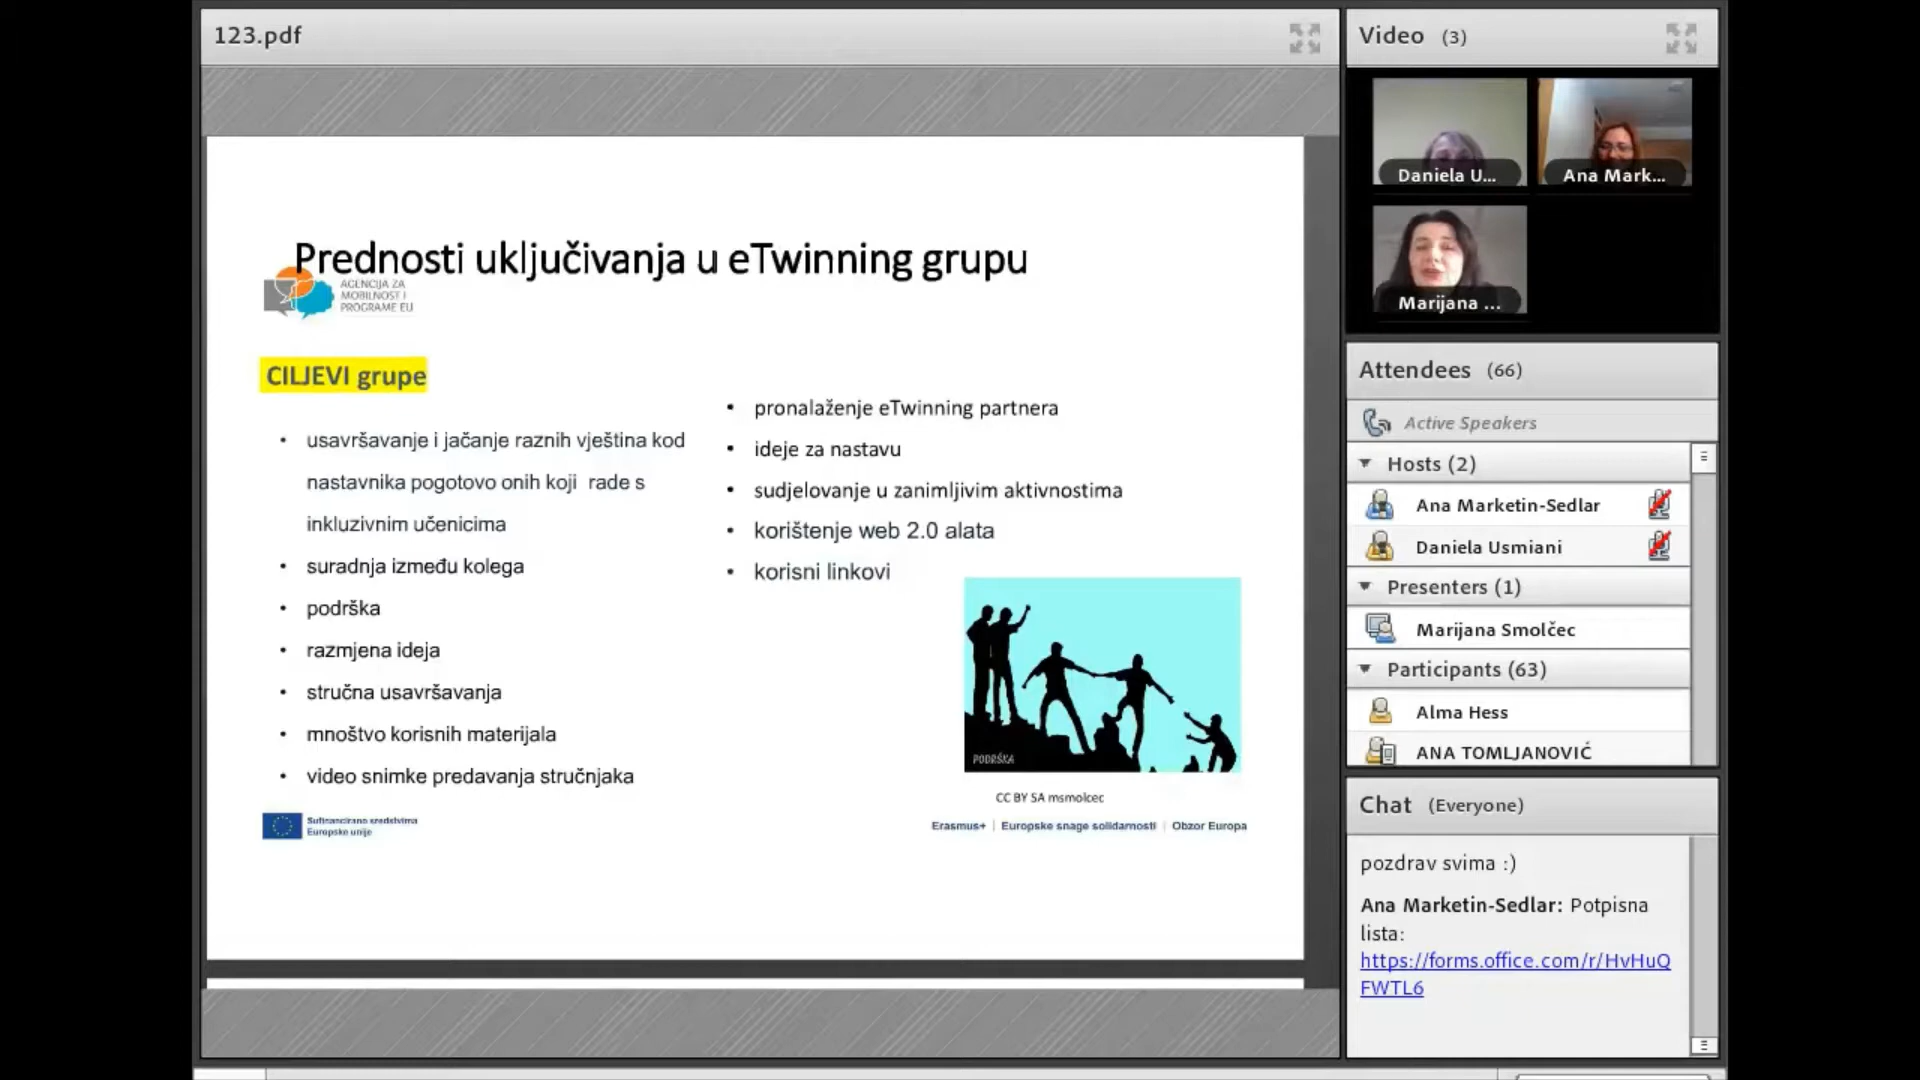 123.pdf
Prednosti uključivanja u eTwinning grupu
AGENCIJA ZA
MOBILNOST I
PROGRAME EU
CILJEVI grupe
• usavršavanje i jačanje raznih vještina kod
nastavnika pogotovo onih koji rade s
inkluzivnim učenicima
• suradnja između kolega
• podrška
• razmjena ideja
• stručna usavršavanja
• mnoštvo korisnih materijala
• video snimke predavanja stručnjaka
• pronalaženje eTwinning partnera
• ideje za nastavu
• sudjelovanje u zanimljivim aktivnostima
• korištenje web 2.0 alata
• korisni linkovi
PODRŠKA
CC BY SA msmolcec
Sufinancirano sredstvima
Europske unije
Erasmus+ | Europske snage solidarnosti | Obzor Europa
Video (3)
Daniela U...
Ana Mark...
Marijana ...
Attendees (66)
Active Speakers
Hosts (2)
Ana Marketin-Sedlar
Daniela Usmiani
Presenters (1)
Marijana Smolčec
Participants (63)
Alma Hess
ANA TOMLJANOVIĆ
Chat (Everyone)
pozdrav svima :)
Ana Marketin-Sedlar: Potpisna
lista:
https://forms.office.com/r/HvHuQ
FWTL6